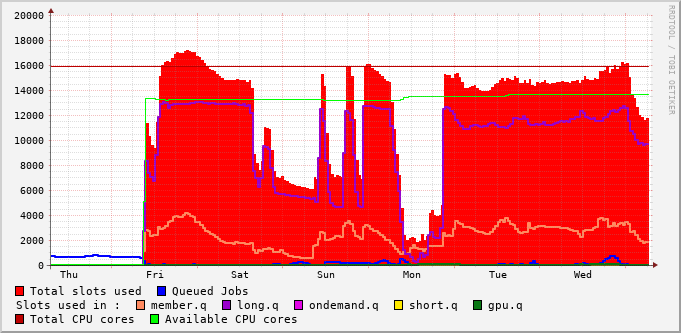 RRDTOOL / TOBI OETIKER
20000
18000
16000
14000
12000
10000
8000
6000
4000
2000
0
Thu Fri Sat Sun Mon Tue Wed
Total slots used Queued Jobs
Slots used in : member.q long.q ondemand.q short.q gpu.q
Total CPU cores Available CPU cores